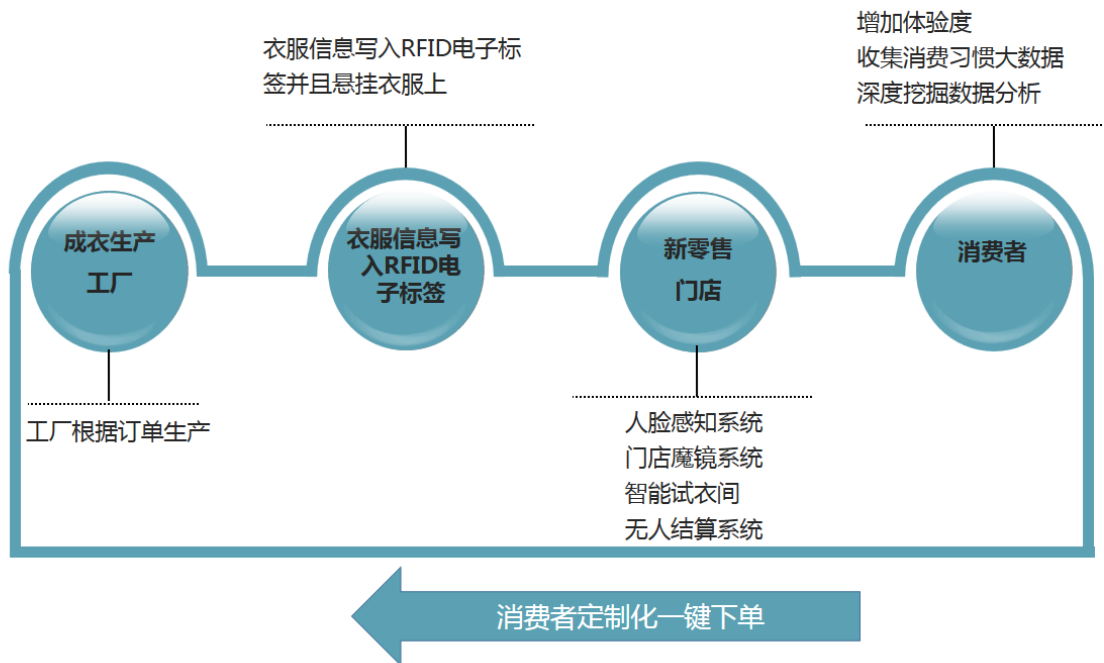 衣服信息写入RFID电子标
签并且悬挂衣服上
增加体验度
收集消费习惯大数据
深度挖掘数据分析
成衣生产
工厂
衣服信息写
入RFID电
子标签
新零售
门店
消费者
工厂根据订单生产
人脸感知系统
门店魔镜系统
智能试衣间
无人结算系统
消费者定制化一键下单